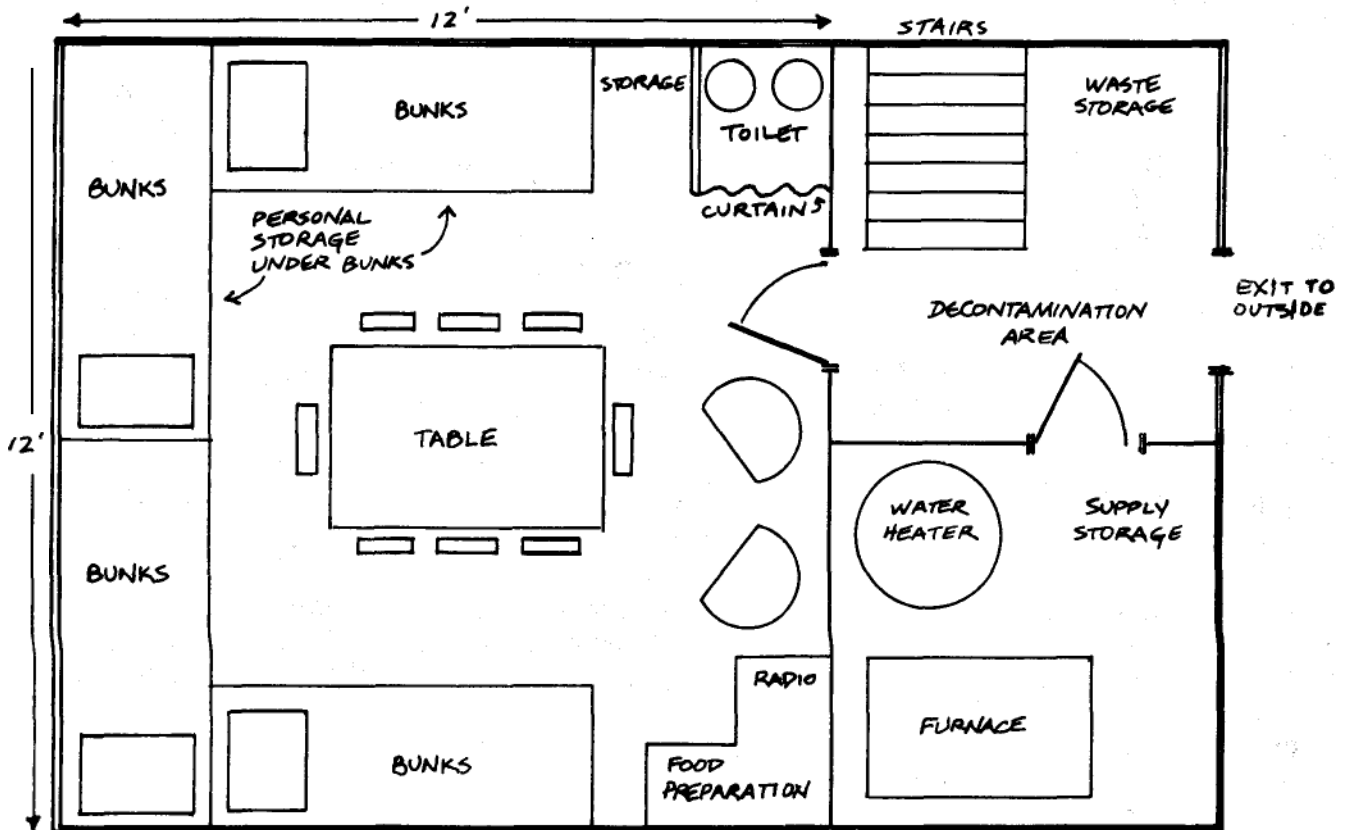 12'
STAIRS
BUNKS
STORAGE
TOILET
WASTE
STORAGE
BUNKS
CURTAINS
PERSONAL
STORAGE
UNDER BUNKS
EXIT TO
OUTSIDE
DECONTAMINATION
AREA
12'
TABLE
WATER
HEATER
SUPPLY
STORAGE
BUNKS
RADIO
FURNACE
BUNKS
FOOD
PREPARATION